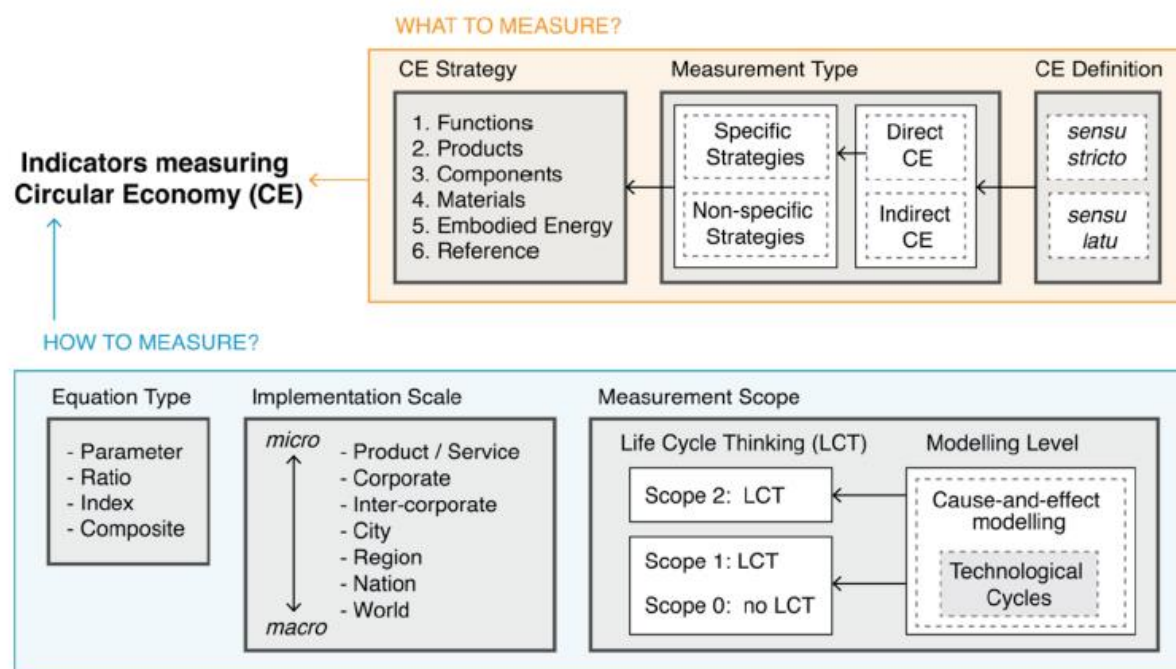 WHAT TO MEASURE?
CE Strategy
1. Functions
2. Products
3. Components
4. Materials
5. Embodied Energy
6. Reference
Measurement Type
Specific
Strategies
Non-specific
Strategies
Direct
CE
Indirect
CE
CE Definition
sensu
stricto
sensu
latu
Indicators measuring
Circular Economy (CE)
HOW TO MEASURE?
Equation Type
- Parameter
- Ratio
- Index
- Composite
Implementation Scale
micro
macro
- Product / Service
- Corporate
- Inter-corporate
- City
- Region
- Nation
- World
Measurement Scope
Life Cycle Thinking (LCT)
Scope 2: LCT
Scope 1: LCT
Scope 0: no LCT
Modelling Level
Cause-and-effect
modelling
Technological
Cycles